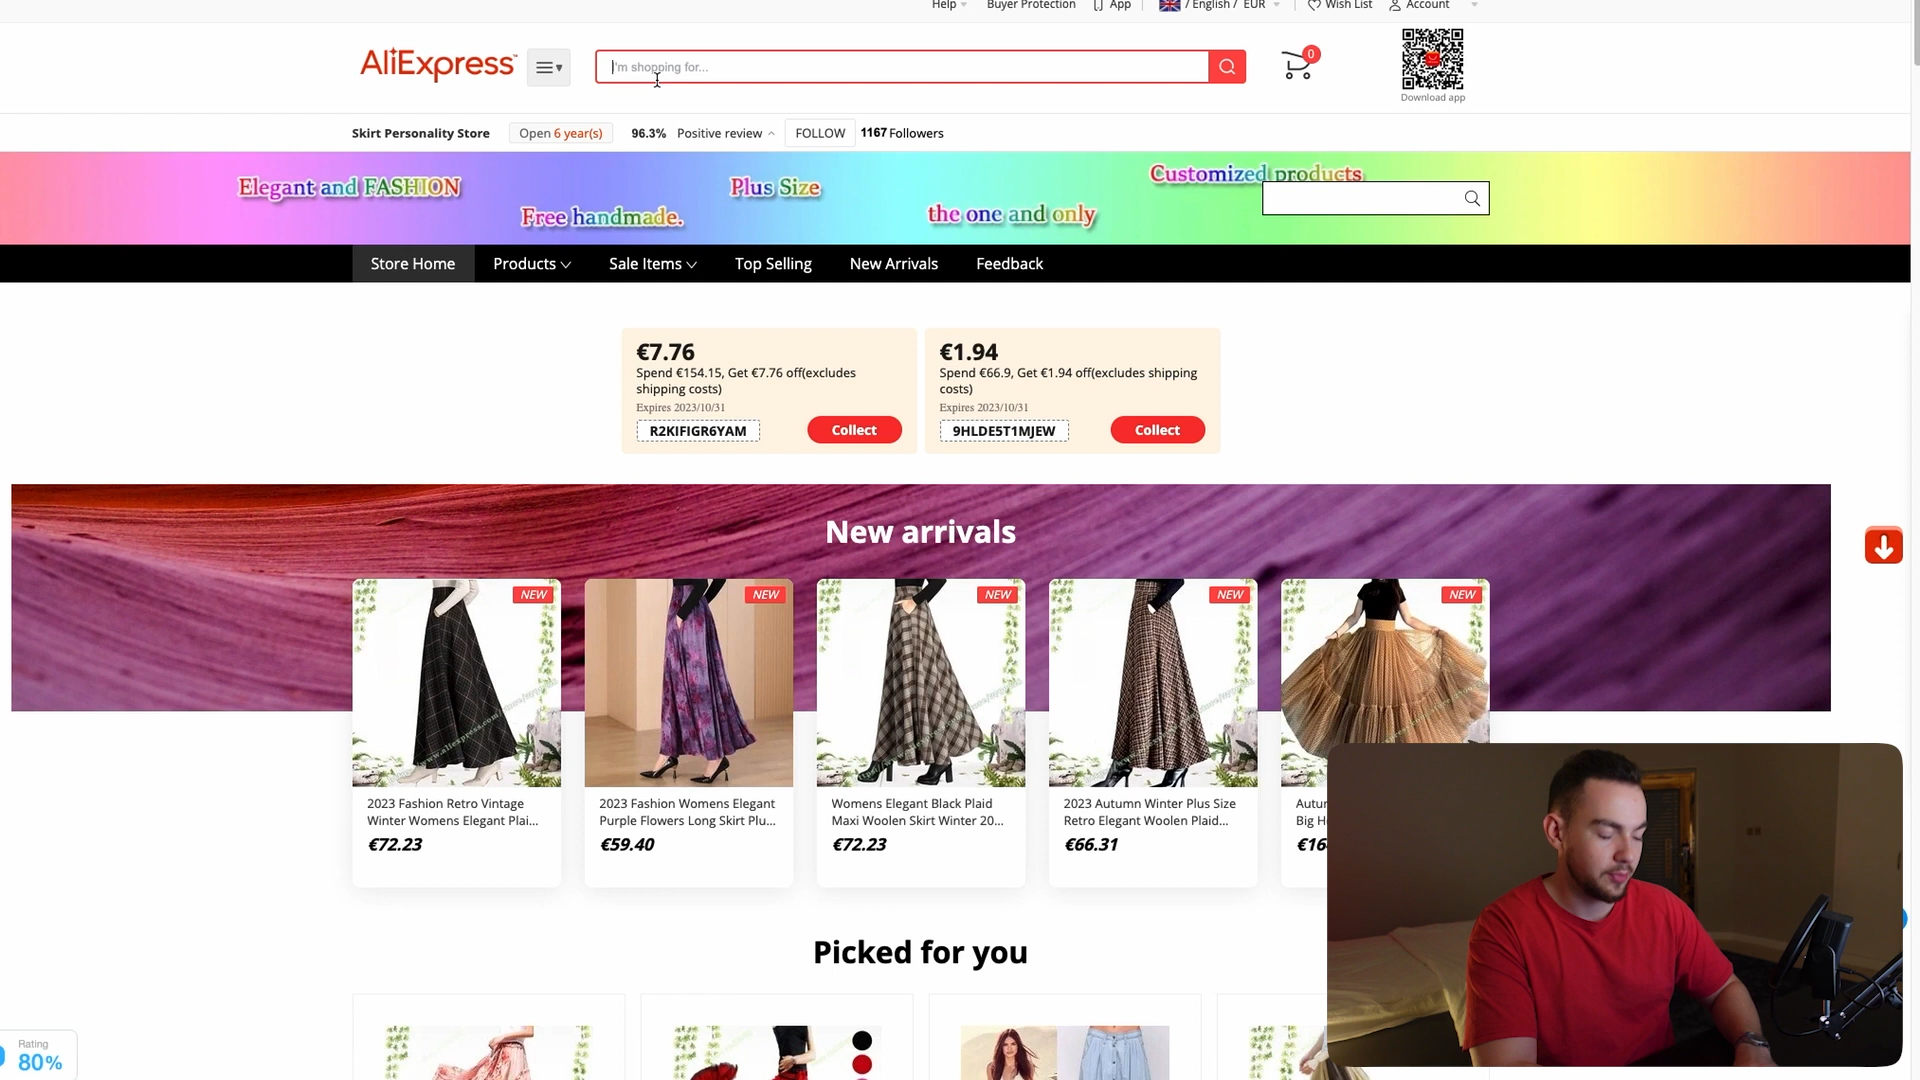 Help
Buyer Protection
App
/ English / EUR
Wish List
Account
AliExpress
I'm shopping for...
0
Download app
Skirt Personality Store
Open 6 year(s)
96.3% Positive review
FOLLOW
1167 Followers
Elegant and FASHION
Free handmade.
Plus Size
the one and only
Customized products
Store Home
Products
Sale Items
Top Selling
New Arrivals
Feedback
€7.76
Spend €154.15, Get €7.76 off(excludes
shipping costs)
Expires 2023/10/31
R2KIFIGR6YAM
Collect
€1.94
Spend €66.9, Get €1.94 off(excludes shipping
costs)
Expires 2023/10/31
9HLDE5T1MJEW
Collect
New arrivals
NEW
NEW
NEW
NEW
NEW
2023 Fashion Retro Vintage
Winter Womens Elegant Plai...
€72.23
2023 Fashion Womens Elegant
Purple Flowers Long Skirt Plu...
€59.40
Womens Elegant Black Plaid
Maxi Woolen Skirt Winter 20...
€72.23
2023 Autumn Winter Plus Size
Retro Elegant Woolen Plaid...
€66.31
Picked for you
Rating
80%